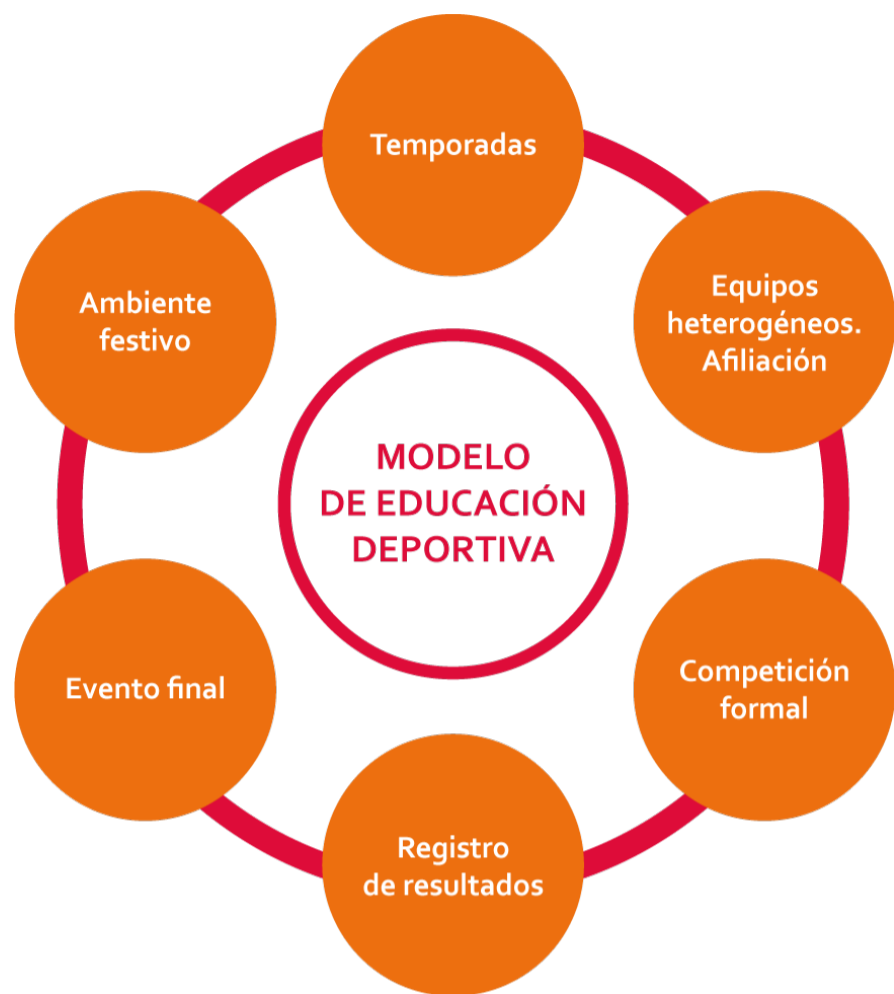 Temporadas
Equipos
heterogéneos.
Afiliación
Competición
formal
Registro
de resultados
Evento final
Ambiente
festivo
MODELO
DE EDUCACIÓN
DEPORTIVA